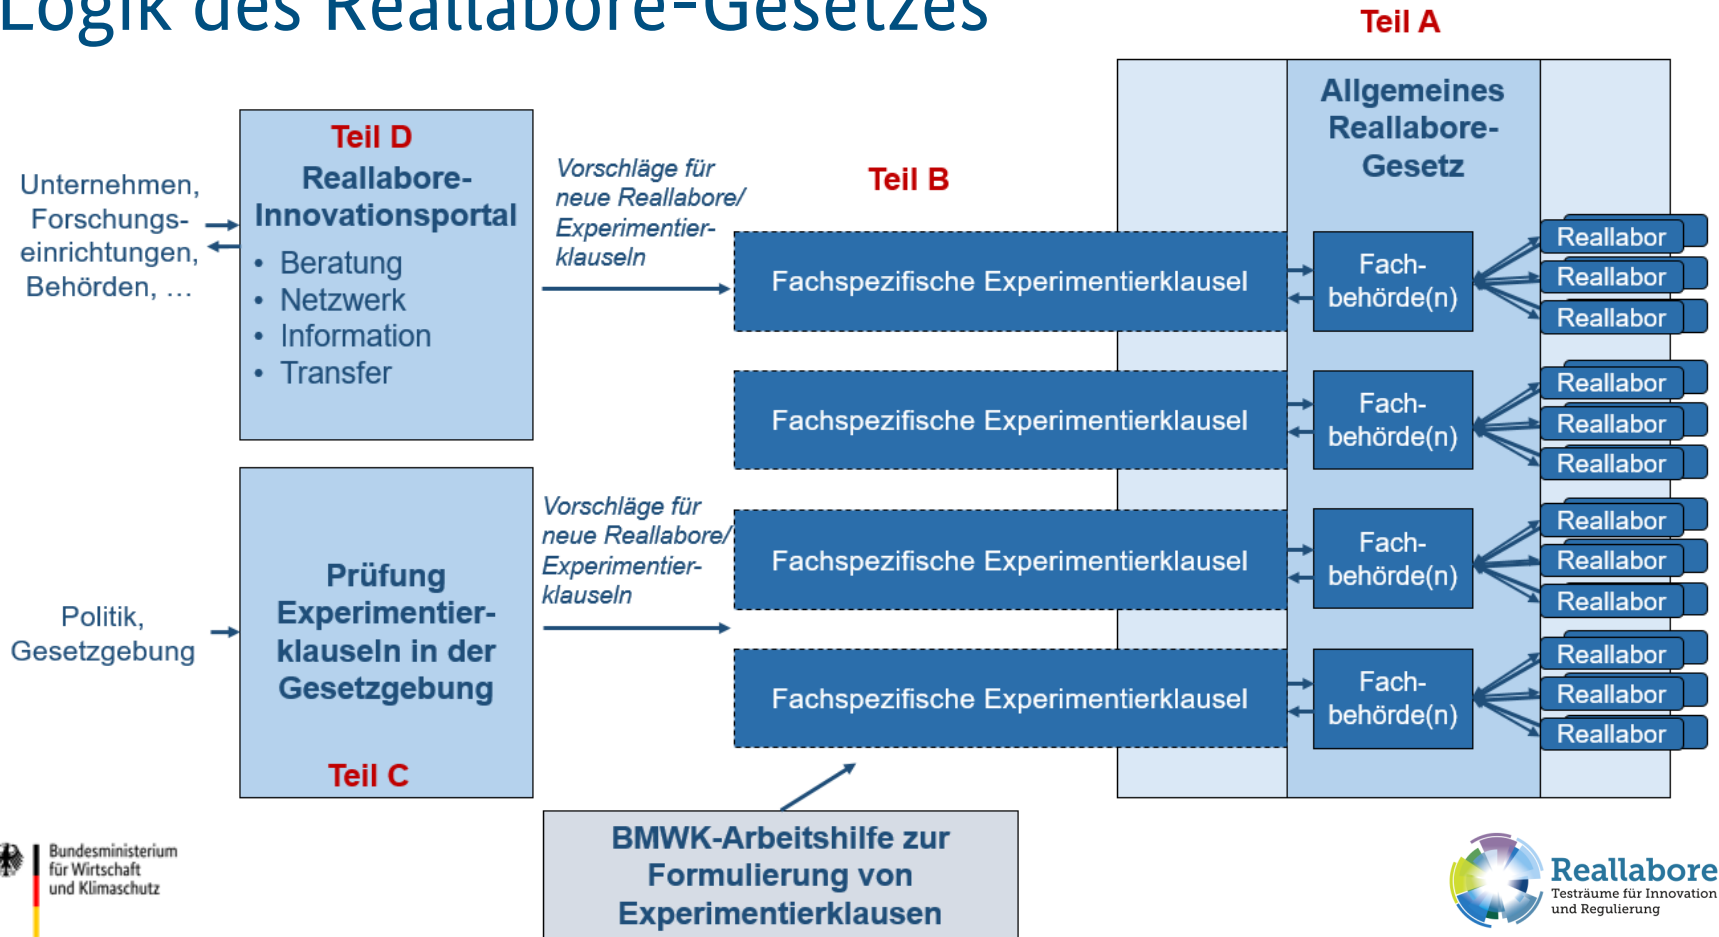 Logik des Reallabore-Gesetzes
Teil A
Teil D
Reallabore-
Innovationsportal
• Beratung
• Netzwerk
• Information
• Transfer
Unternehmen,
Forschungs-
einrichtungen,
Behörden, …
Vorschläge für
neue Reallabore/
Experimentier-
klauseln
Teil B
Allgemeines
Reallabore-
Gesetz
Fachspezifische Experimentierklausel
Fach-
behörde(n)
Reallabor
Reallabor
Reallabor
Fachspezifische Experimentierklausel
Fach-
behörde(n)
Reallabor
Reallabor
Reallabor
Politik,
Gesetzgebung
Prüfung
Experimentier-
klauseln in der
Gesetzgebung
Teil C
Vorschläge für
neue Reallabore/
Experimentier-
klauseln
Fachspezifische Experimentierklausel
Fach-
behörde(n)
Reallabor
Reallabor
Reallabor
Fachspezifische Experimentierklausel
Fach-
behörde(n)
Reallabor
Reallabor
Reallabor
BMWK-Arbeitshilfe zur
Formulierung von
Experimentierklausen
Bundesministerium
für Wirtschaft
und Klimaschutz
Reallabore
Testräume für Innovation
und Regulierung